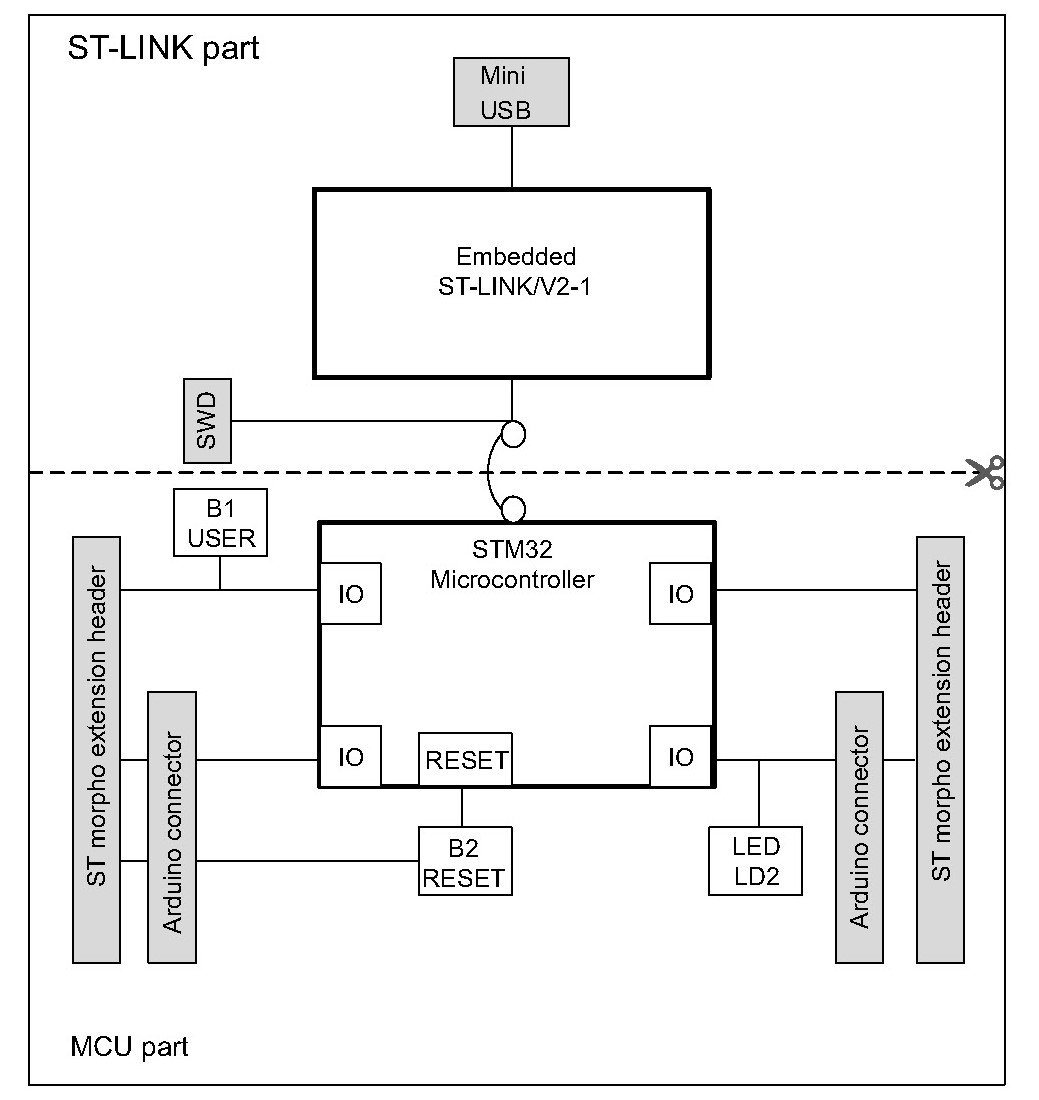 ST-LINK part
Mini
USB
Embedded
ST-LINK/V2-1
SWD
B1
USER
STM32
Microcontroller
IO
IO
ST morpho extension header
Arduino connector
IO
RESET
IO
Arduino connector
ST morpho extension header
B2
RESET
LED
LD2
MCU part